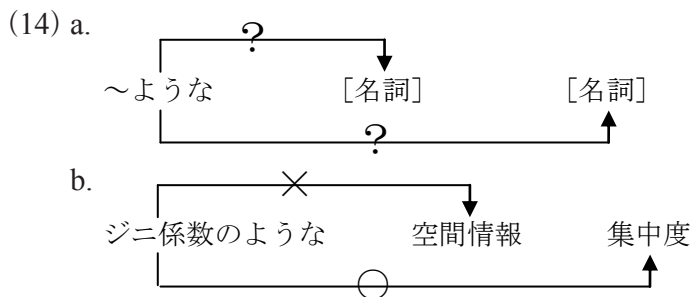 (14) a.
?
～ような ［名詞］ ［名詞］
?
b.
×
ジニ係数のような 空間情報 集中度
○